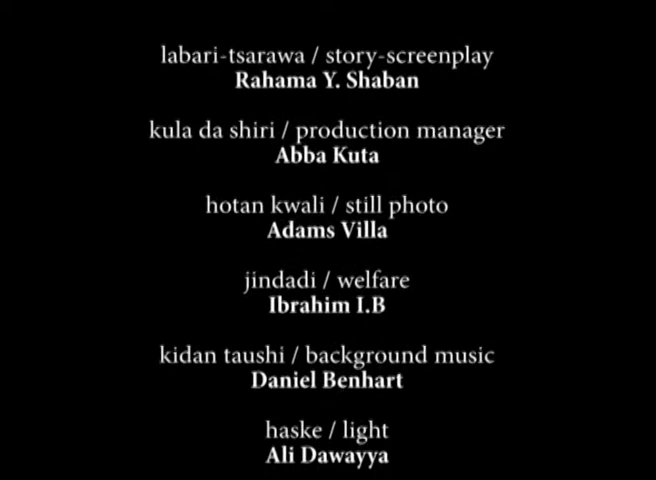 labari-tsarawa / story-screenplay
Rahama Y. Shaban
kula da shiri / production manager
Abba Kuta
hotan kwali / still photo
Adams Villa
jindadi / welfare
Ibrahim I.B
kidan taushi / background music
Daniel Benhart
haske / light
Ali Dawayya